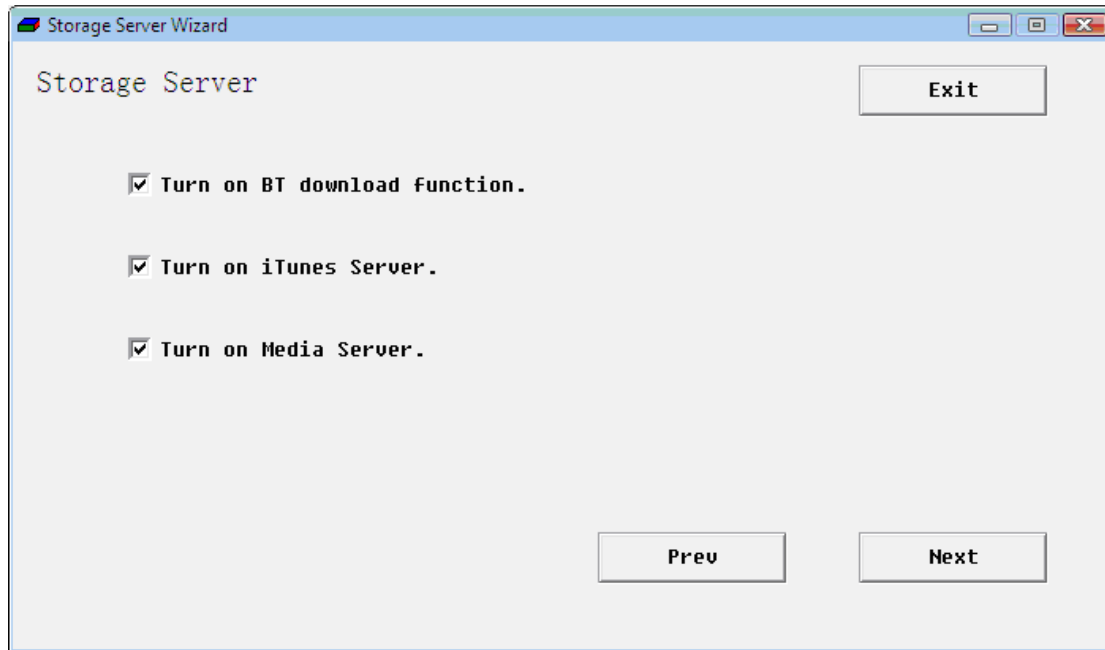 Storage Server Wizard
Storage Server
Exit
Turn on BT download function.
Turn on iTunes Server.
Turn on Media Server.
Prev
Next